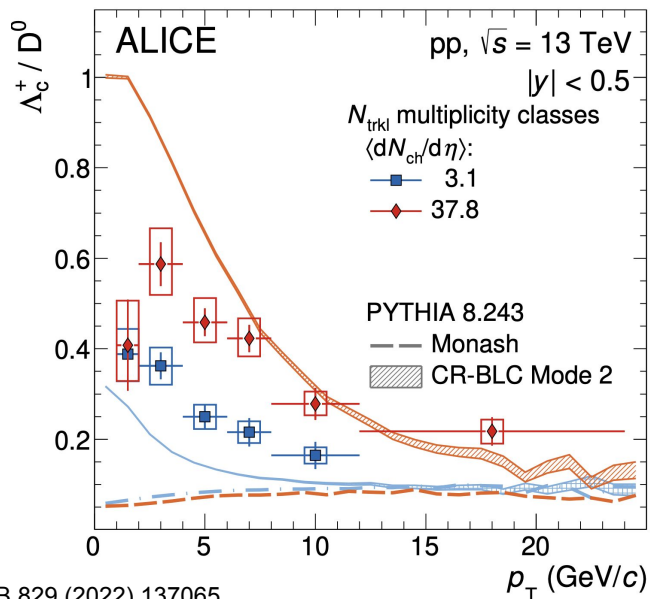 ALICE
pp, √s = 13 TeV
|y| < 0.5
N_trkl multiplicity classes
⟨dN_ch/dη⟩:
3.1
37.8
PYTHIA 8.243
Monash
CR-BLC Mode 2
Λ_c^+ / D^0
1
0.8
0.6
0.4
0.2
0 5 10 15 20
p_T (GeV/c)
B 829 (2022) 137065